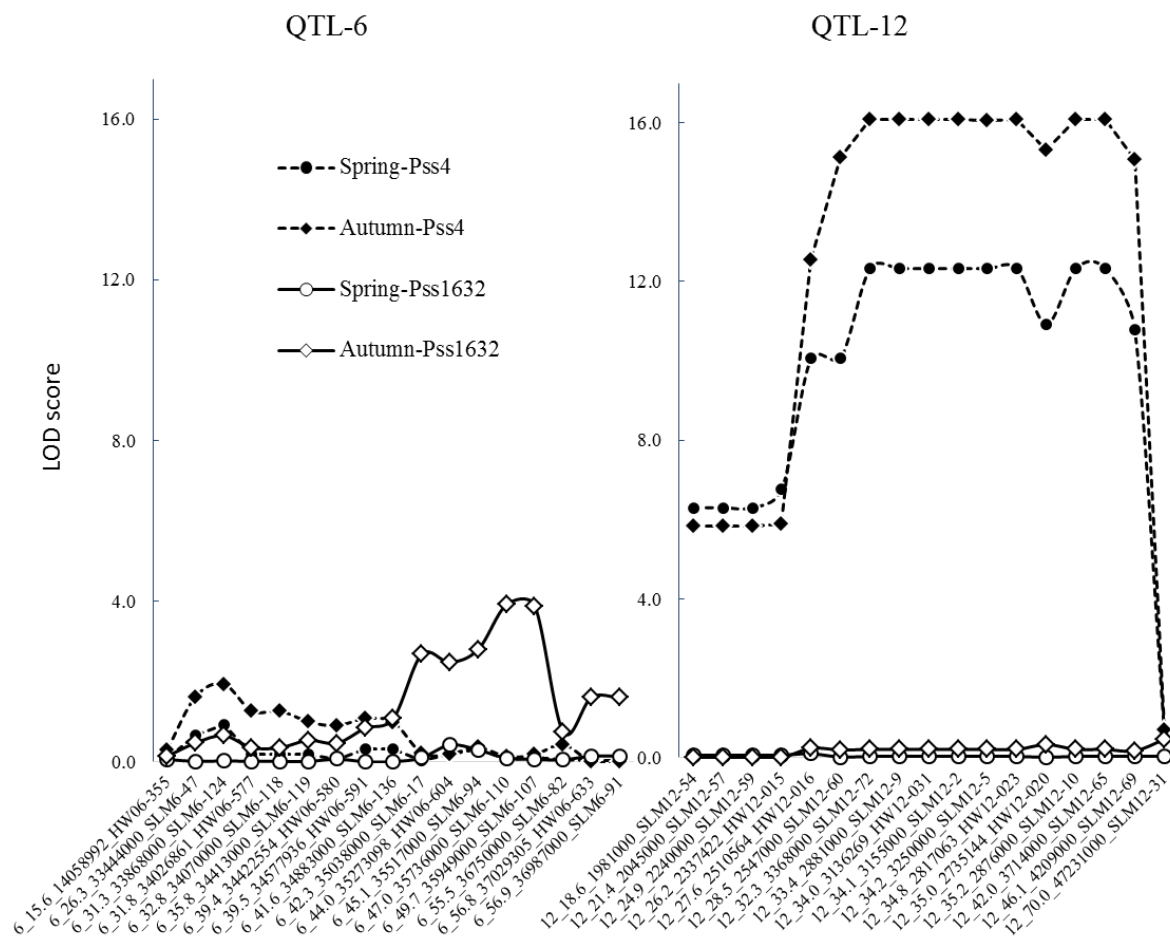 QTL-6
QTL-12
LOD score
16.0
12.0
8.0
4.0
0.0
Spring-Pss4
Autumn-Pss4
Spring-Pss1632
Autumn-Pss1632
6_15.6_14058992_HW06-355
6_26.3_33444000_SLM6-47
6_31.3_33868000_SLM6-124
6_31.8_34026861_HW06-577
6_32.8_34070000_SLM6-118
6_35.8_34413000_SLM6-119
6_39.4_34422554_HW06-580
6_39.5_34577936_HW06-591
6_41.6_34883000_SLM6-136
6_42.3_35038000_SLM6-17
6_44.0_35273098_HW06-604
6_45.1_35517000_SLM6-94
6_47.0_35736000_SLM6-110
6_49.7_35949000_SLM6-107
6_55.5_36750000_SLM6-82
6_56.8_37029305_HW06-633
6_56.9_36987000_SLM6-91
16.0
12.0
8.0
4.0
0.0
12_18.6_1981000_SLM12-54
12_21.4_2045000_SLM12-57
12_24.9_2240000_SLM12-59
12_26.2_2337422_HW12-015
12_27.6_2510564_HW12-016
12_28.5_2547000_SLM12-60
12_32.3_3368000_SLM12-72
12_33.4_2881000_SLM12-9
12_34.0_3136269_HW12-031
12_34.1_3155000_SLM12-2
12_34.2_3250000_SLM12-5
12_34.8_2817063_HW12-023
12_35.0_2735144_HW12-020
12_35.2_2876000_SLM12-10
12_42.0_3714000_SLM12-65
12_46.1_4209000_SLM12-69
12_70.0_47231000_SLM12-31